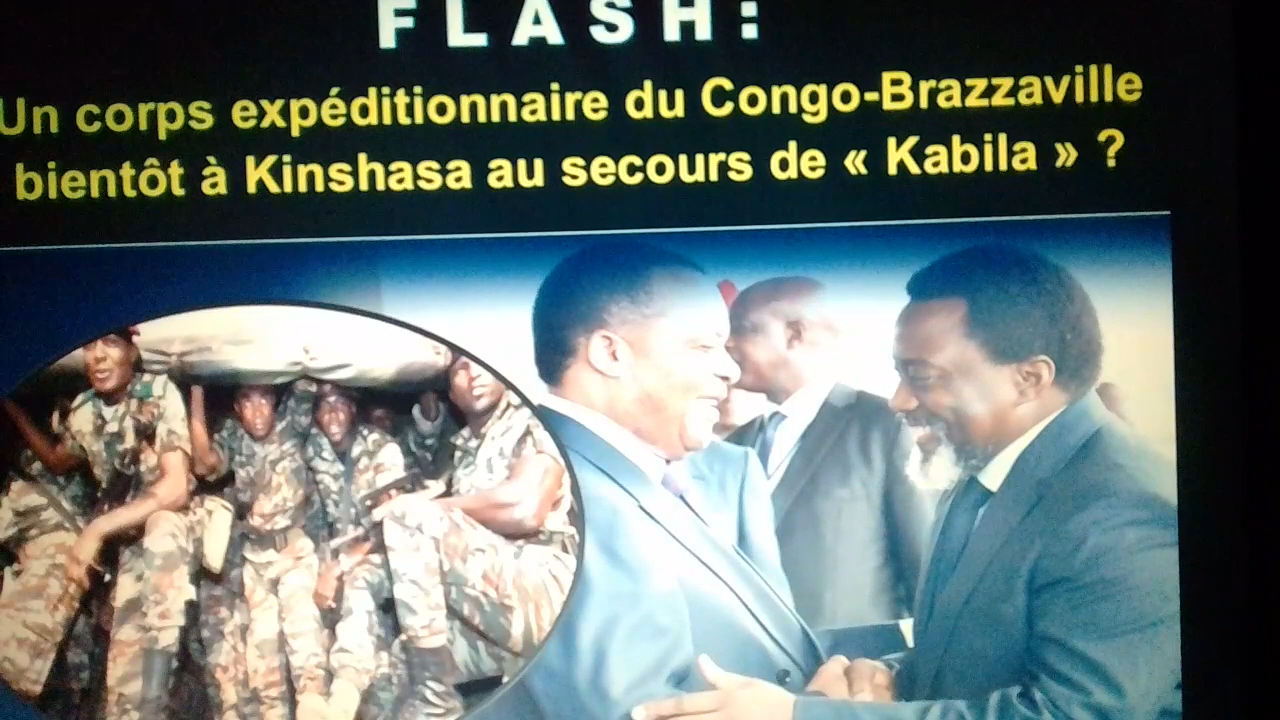 FLASH:
Un corps expéditionnaire du Congo-Brazzaville
bientôt à Kinshasa au secours de « Kabila » ?